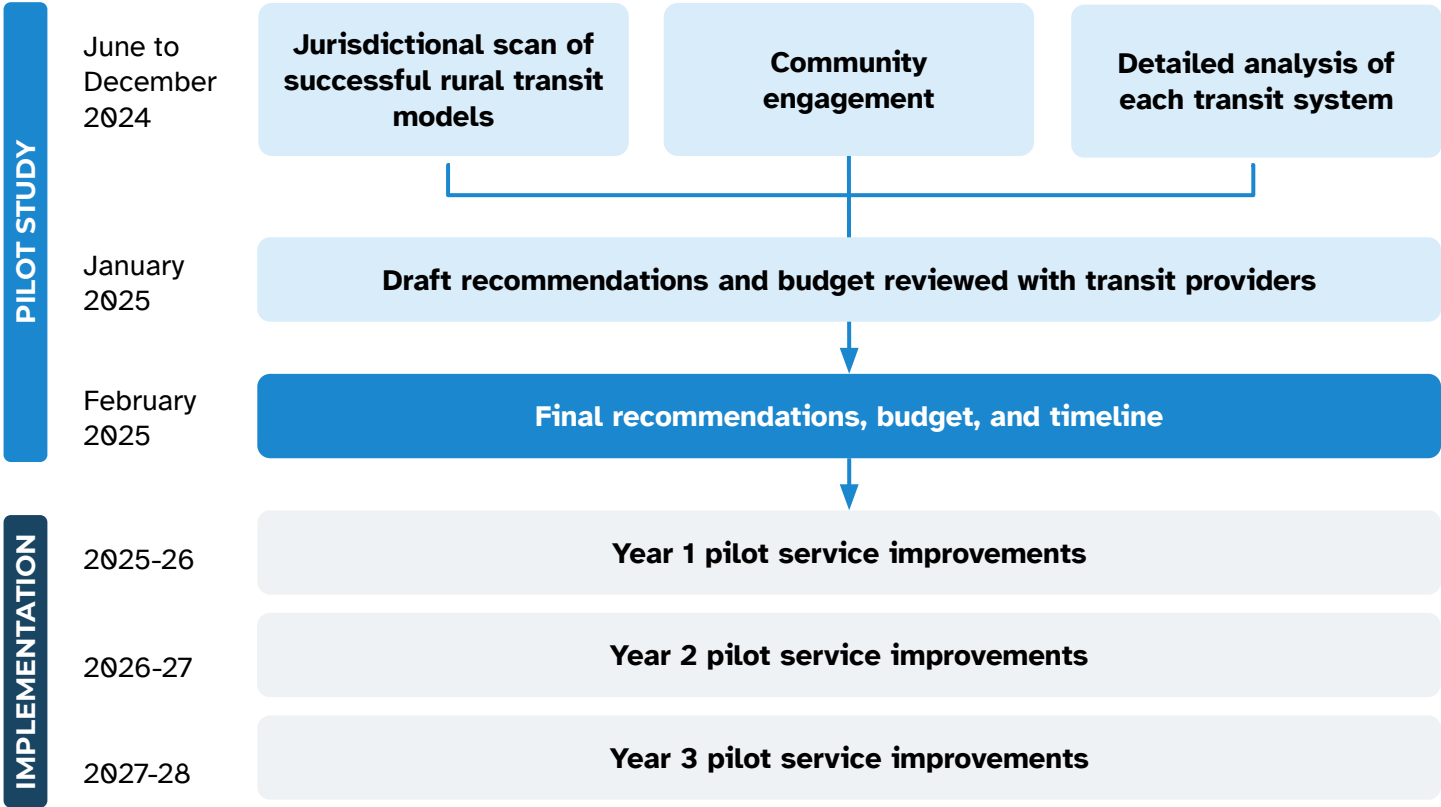 PILOT STUDY
June to
December
2024
Jurisdictional scan of
successful rural transit
models
Community
engagement
Detailed analysis of
each transit system
January
2025
Draft recommendations and budget reviewed with transit providers
February
2025
Final recommendations, budget, and timeline
IMPLEMENTATION
2025-26
Year 1 pilot service improvements
2026-27
Year 2 pilot service improvements
2027-28
Year 3 pilot service improvements